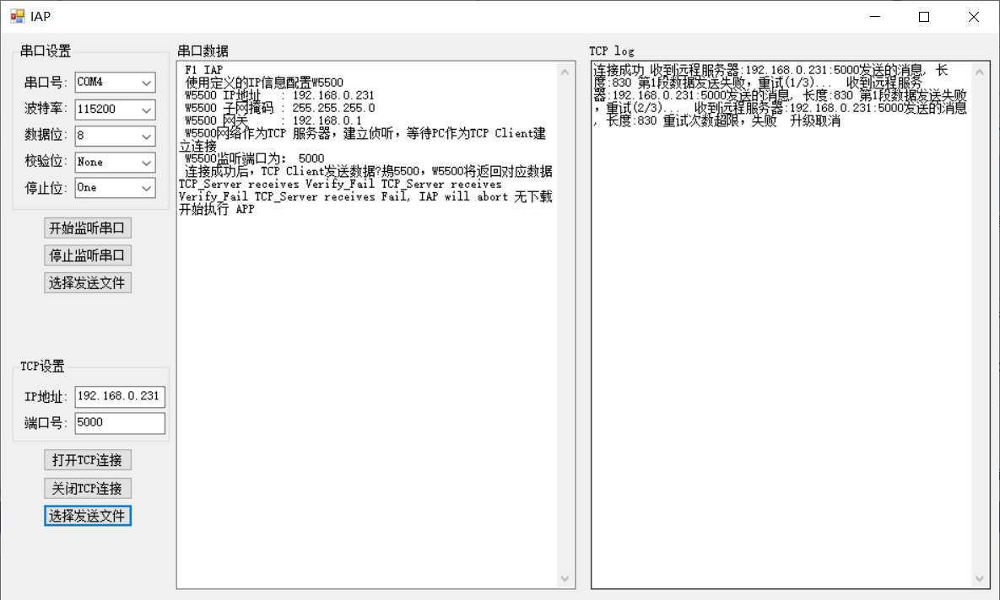 IAP
串口设置
串口号: COM4
波特率: 115200
数据位: 8
校验位: None
停止位: One
开始监听串口
停止监听串口
选择发送文件
TCP设置
IP地址: 192.168.0.231
端口号: 5000
打开TCP连接
关闭TCP连接
选择发送文件
串口数据
F1 IAP
使用定义的IP信息配置W5500
W5500 IP地址 : 192.168.0.231
W5500 子网掩码 : 255.255.255.0
W5500 网关 : 192.168.0.1
W5500网络作为TCP 服务器，建立侦听，等待PC作为TCP Client建
立连接
W5500监听端口为： 5000
连接成功后，TCP Client发送数据?搗5500，W5500将返回对应数据
TCP_Server receives Verify_Fail TCP_Server receives
Verify_Fail TCP_Server receives Fail, IAP will abort 无下载
开始执行 APP
TCP log
连接成功 收到远程服务器:192.168.0.231:5000发送的消息, 长
度:830 第1段数据发送失败，重试(1/3)... 收到远程服务
器:192.168.0.231:5000发送的消息, 长度:830 第1段数据发送失败
，重试(2/3)... 收到远程服务器:192.168.0.231:5000发送的消息
, 长度:830 重试次数超限，失败 升级取消